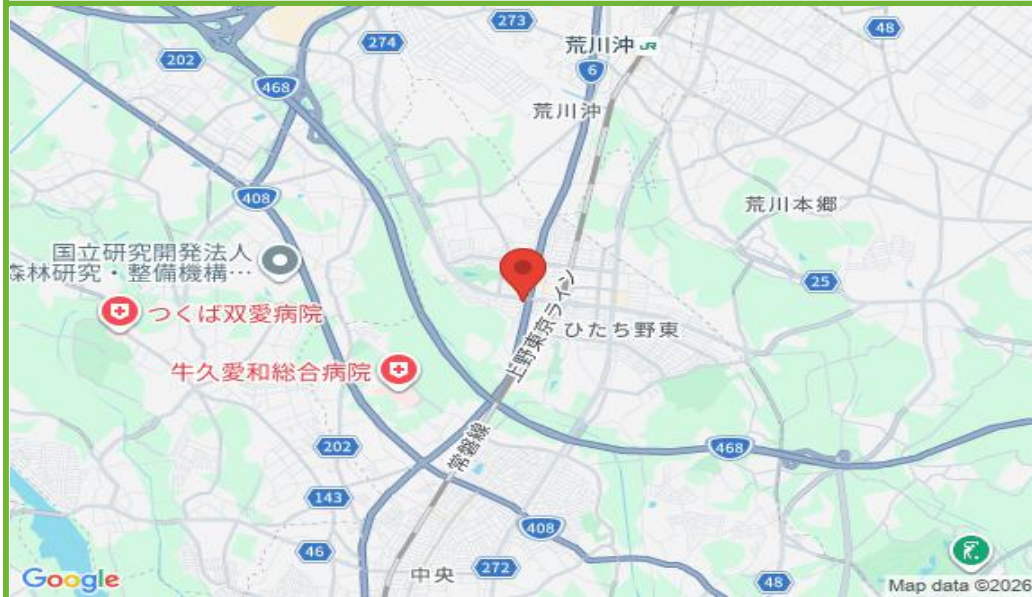 273
48
274
荒川沖 JR
202
6
468
荒川沖
408
荒川本郷
国立研究開発法人
森林研究・整備機構…
25
つくば双愛病院
上野東京ライン
ひたち野東
牛久愛和総合病院
常磐線
202
468
143
408
46
中央
272
48
Google
Map data ©2026